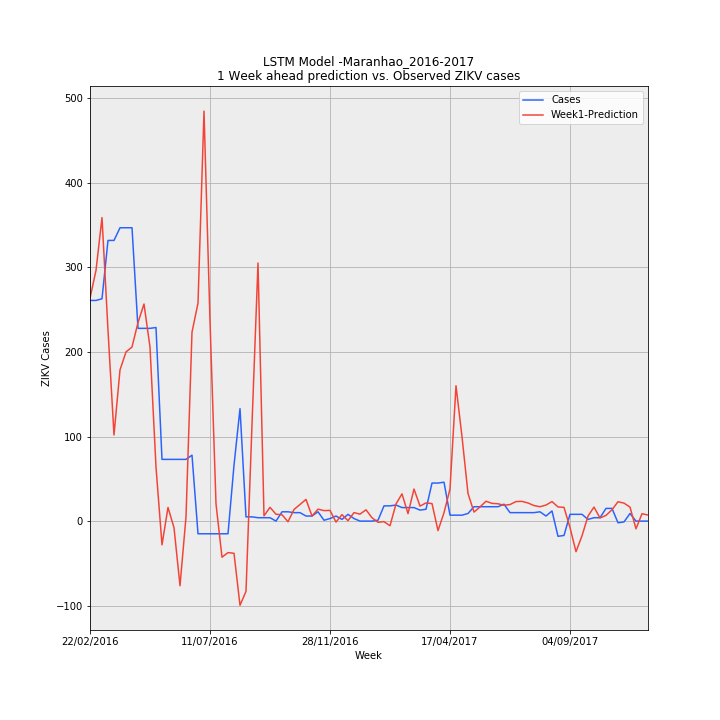 LSTM Model -Maranhao_2016-2017
1 Week ahead prediction vs. Observed ZIKV cases
Cases
Week1-Prediction
ZIKV Cases
500
400
300
200
100
0
−100
22/02/2016
11/07/2016
28/11/2016
17/04/2017
04/09/2017
Week